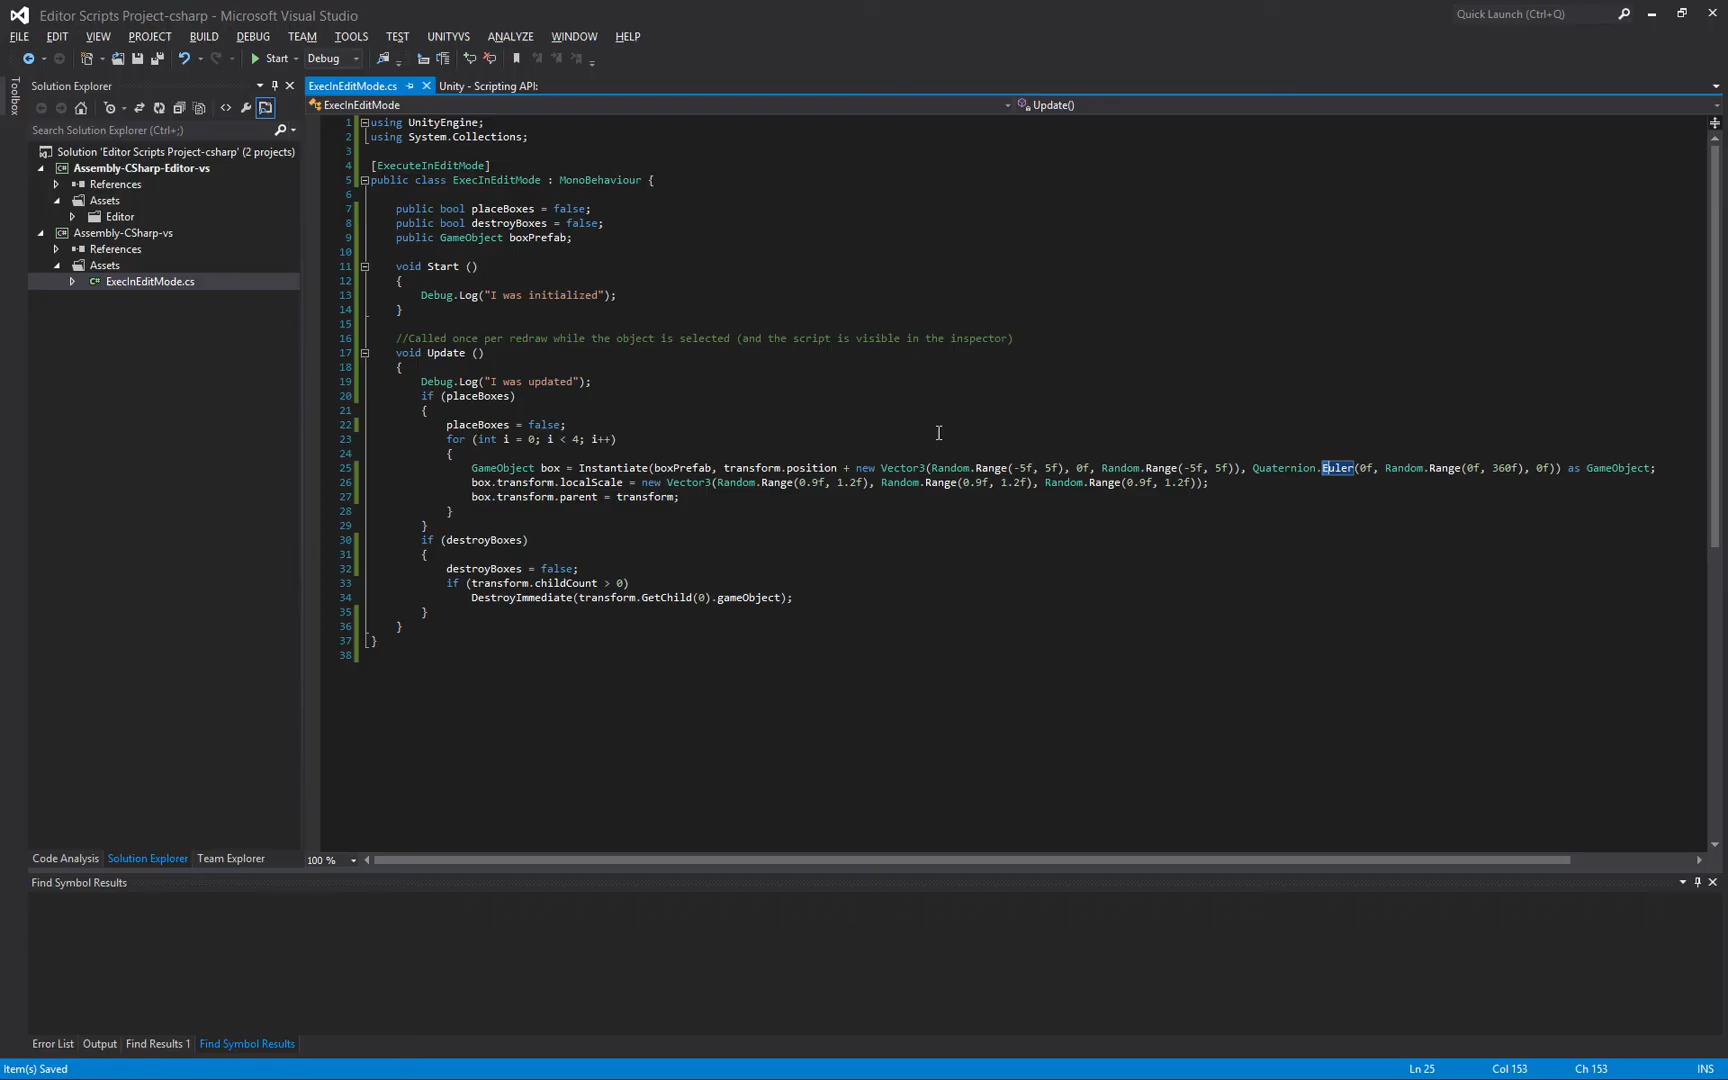 Editor Scripts Project-csharp - Microsoft Visual Studio
Quick Launch (Ctrl+Q)
FILE EDIT VIEW PROJECT BUILD DEBUG TEAM TOOLS TEST UNITYVS ANALYZE WINDOW HELP
Start Debug
Toolbox
Solution Explorer
Search Solution Explorer (Ctrl+;)
Solution 'Editor Scripts Project-csharp' (2 projects)
Assembly-CSharp-Editor-vs
References
Assets
Editor
Assembly-CSharp-vs
References
Assets
C# ExecInEditMode.cs
Code Analysis Solution Explorer Team Explorer
ExecInEditMode.cs Unity - Scripting API:
ExecInEditMode Update()
1 using UnityEngine;
2 using System.Collections;
3
4 [ExecuteInEditMode]
5 public class ExecInEditMode : MonoBehaviour {
6
7 public bool placeBoxes = false;
8 public bool destroyBoxes = false;
9 public GameObject boxPrefab;
10
11 void Start ()
12 {
13 Debug.Log("I was initialized");
14 }
15
16 //Called once per redraw while the object is selected (and the script is visible in the inspector)
17 void Update ()
18 {
19 Debug.Log("I was updated");
20 if (placeBoxes)
21 {
22 placeBoxes = false;
23 for (int i = 0; i < 4; i++)
24 {
25 GameObject box = Instantiate(boxPrefab, transform.position + new Vector3(Random.Range(-5f, 5f), 0f, Random.Range(-5f, 5f)), Quaternion.Euler(0f, Random.Range(0f, 360f), 0f)) as GameObject;
26 box.transform.localScale = new Vector3(Random.Range(0.9f, 1.2f), Random.Range(0.9f, 1.2f), Random.Range(0.9f, 1.2f));
27 box.transform.parent = transform;
28 }
29 }
30 if (destroyBoxes)
31 {
32 destroyBoxes = false;
33 if (transform.childCount > 0)
34 DestroyImmediate(transform.GetChild(0).gameObject);
35 }
36 }
37 }
38
100 %
Find Symbol Results
Error List Output Find Results 1 Find Symbol Results
Item(s) Saved Ln 25 Col 153 Ch 153 INS